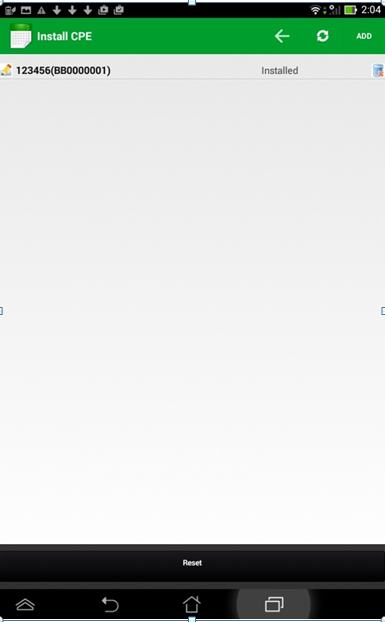 2:04
Install CPE
ADD
123456(BB0000001)
Installed
Reset